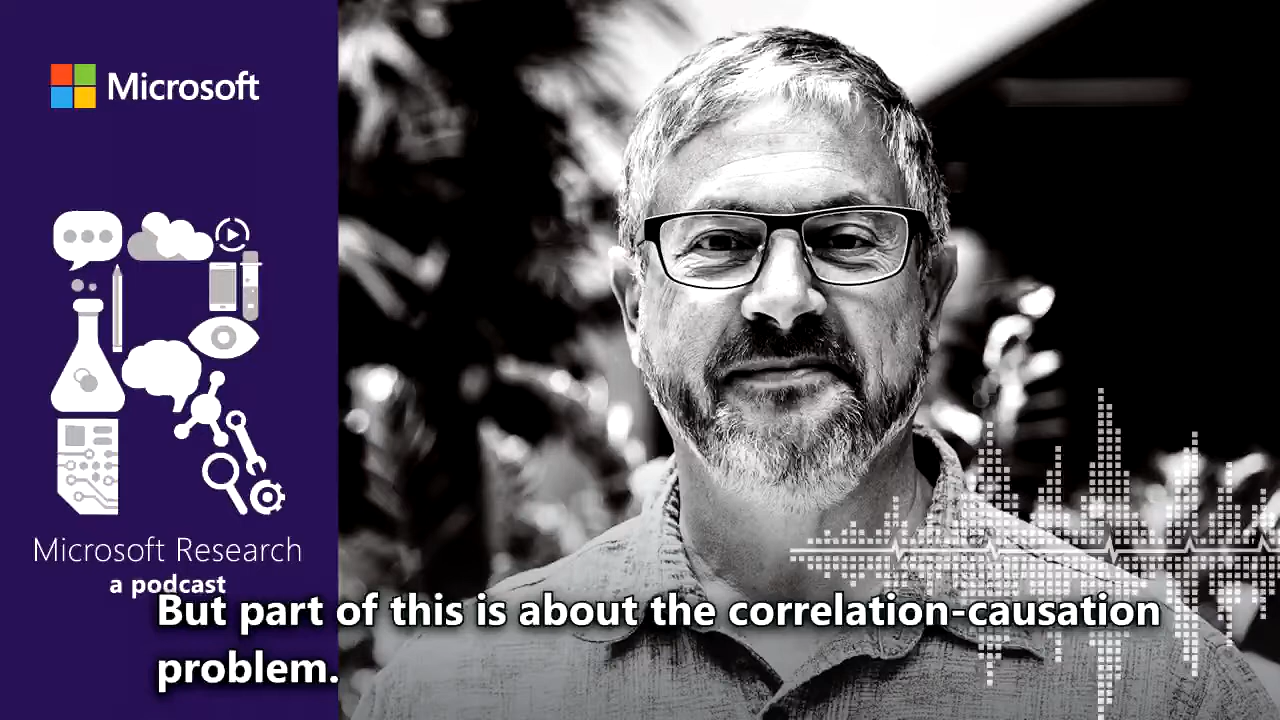 Microsoft
Microsoft Research
a podcast
But part of this is about the correlation-causation
problem.